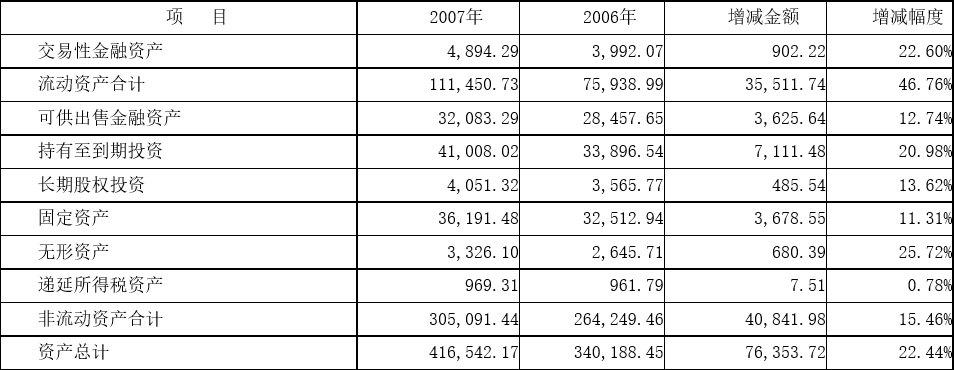 项 目 2007年 2006年 增减金额 增减幅度
交易性金融资产 4,894.29 3,992.07 902.22 22.60%
流动资产合计 111,450.73 75,938.99 35,511.74 46.76%
可供出售金融资产 32,083.29 28,457.65 3,625.64 12.74%
持有至到期投资 41,008.02 33,896.54 7,111.48 20.98%
长期股权投资 4,051.32 3,565.77 485.54 13.62%
固定资产 36,191.48 32,512.94 3,678.55 11.31%
无形资产 3,326.10 2,645.71 680.39 25.72%
递延所得税资产 969.31 961.79 7.51 0.78%
非流动资产合计 305,091.44 264,249.46 40,841.98 15.46%
资产总计 416,542.17 340,188.45 76,353.72 22.44%